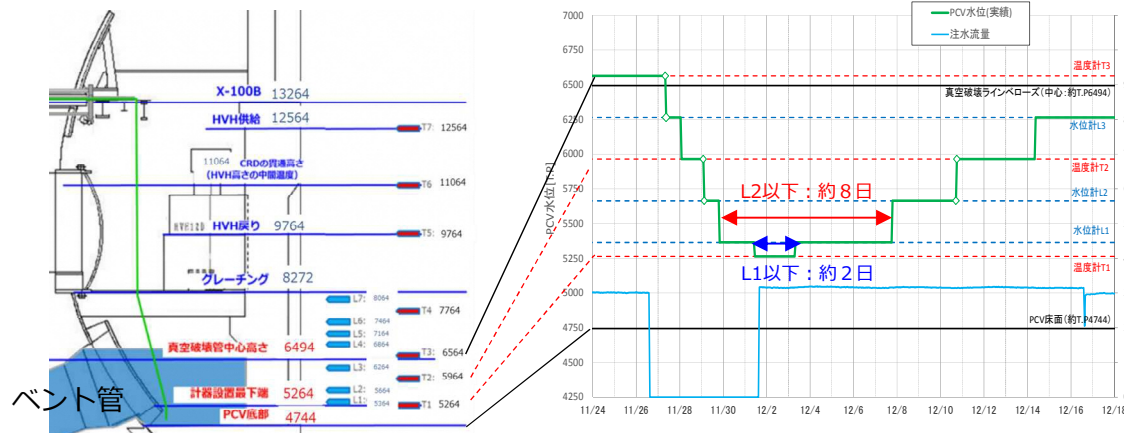 X-100B 13264
HVH供給 12564
T7: 12564
11064 CRDの貫通高さ
(HVH高さの中間温度)
T6 11064
HVH12D
HVH戻り 9764
T5: 9764
グレーチング 8272
L7: 8064
T4 7764
L6: 7464
L5: 7164
L4: 6864
真空破壊管中心高さ 6494
T3: 6564
L3: 6264
T2: 5964
計器設置最下端 5264
L2: 5664
L1: 5364
T1 5264
ベント管
PCV底部 4744
PCV水位(実績)
注水流量
PCV水位[T.P]
7000
6750
6500
6250
6000
5750
5500
5250
5000
4750
4500
4250
温度計T3
真空破壊ラインベローズ(中心:約T.P6494)
水位計L3
温度計T2
水位計L2
L2以下:約8日
水位計L1
L1以下:約2日
温度計T1
PCV床面(約T.P4744)
11/24 11/26 11/28 11/30 12/2 12/4 12/6 12/8 12/10 12/12 12/14 12/16 12/18